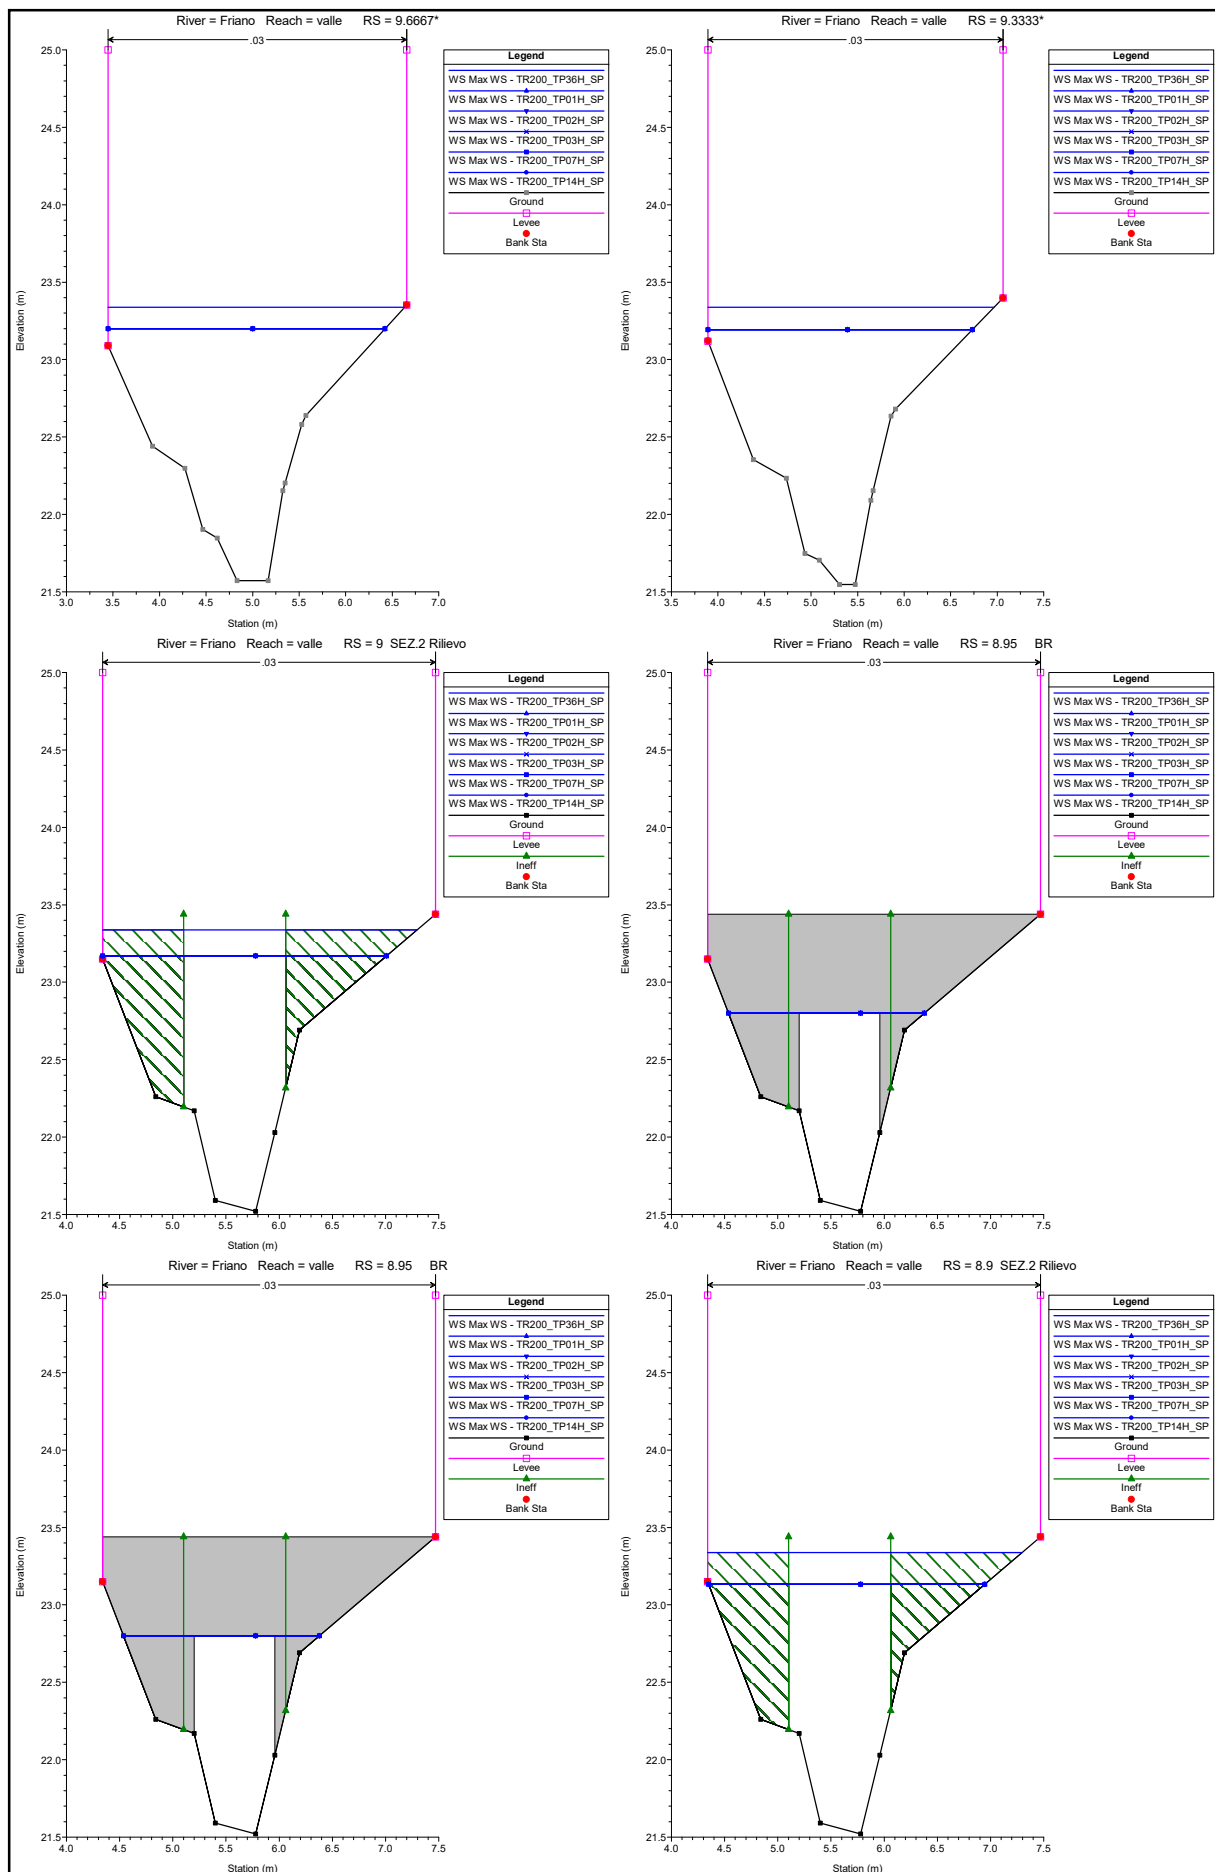 River = Friano Reach = valle RS = 9.6667*
.03
25.0
24.5
24.0
23.5
23.0
22.5
22.0
21.5
Elevation (m)
3.0 3.5 4.0 4.5 5.0 5.5 6.0 6.5 7.0
Station (m)
Legend
WS Max WS - TR200_TP36H_SP
WS Max WS - TR200_TP01H_SP
WS Max WS - TR200_TP02H_SP
WS Max WS - TR200_TP03H_SP
WS Max WS - TR200_TP07H_SP
WS Max WS - TR200_TP14H_SP
Ground
Levee
Bank Sta
River = Friano Reach = valle RS = 9.3333*
.03
25.0
24.5
24.0
23.5
23.0
22.5
22.0
21.5
Elevation (m)
3.5 4.0 4.5 5.0 5.5 6.0 6.5 7.0 7.5
Station (m)
Legend
WS Max WS - TR200_TP36H_SP
WS Max WS - TR200_TP01H_SP
WS Max WS - TR200_TP02H_SP
WS Max WS - TR200_TP03H_SP
WS Max WS - TR200_TP07H_SP
WS Max WS - TR200_TP14H_SP
Ground
Levee
Bank Sta
River = Friano Reach = valle RS = 9 SEZ.2 Rilievo
.03
25.0
24.5
24.0
23.5
23.0
22.5
22.0
21.5
Elevation (m)
4.0 4.5 5.0 5.5 6.0 6.5 7.0 7.5
Station (m)
Legend
WS Max WS - TR200_TP36H_SP
WS Max WS - TR200_TP01H_SP
WS Max WS - TR200_TP02H_SP
WS Max WS - TR200_TP03H_SP
WS Max WS - TR200_TP07H_SP
WS Max WS - TR200_TP14H_SP
Ground
Levee
Ineff
Bank Sta
River = Friano Reach = valle RS = 8.95 BR
.03
25.0
24.5
24.0
23.5
23.0
22.5
22.0
21.5
Elevation (m)
4.0 4.5 5.0 5.5 6.0 6.5 7.0 7.5
Station (m)
Legend
WS Max WS - TR200_TP36H_SP
WS Max WS - TR200_TP01H_SP
WS Max WS - TR200_TP02H_SP
WS Max WS - TR200_TP03H_SP
WS Max WS - TR200_TP07H_SP
WS Max WS - TR200_TP14H_SP
Ground
Levee
Ineff
Bank Sta
River = Friano Reach = valle RS = 8.95 BR
.03
25.0
24.5
24.0
23.5
23.0
22.5
22.0
21.5
Elevation (m)
4.0 4.5 5.0 5.5 6.0 6.5 7.0 7.5
Station (m)
Legend
WS Max WS - TR200_TP36H_SP
WS Max WS - TR200_TP01H_SP
WS Max WS - TR200_TP02H_SP
WS Max WS - TR200_TP03H_SP
WS Max WS - TR200_TP07H_SP
WS Max WS - TR200_TP14H_SP
Ground
Levee
Ineff
Bank Sta
River = Friano Reach = valle RS = 8.9 SEZ.2 Rilievo
.03
25.0
24.5
24.0
23.5
23.0
22.5
22.0
21.5
Elevation (m)
4.0 4.5 5.0 5.5 6.0 6.5 7.0 7.5
Station (m)
Legend
WS Max WS - TR200_TP36H_SP
WS Max WS - TR200_TP01H_SP
WS Max WS - TR200_TP02H_SP
WS Max WS - TR200_TP03H_SP
WS Max WS - TR200_TP07H_SP
WS Max WS - TR200_TP14H_SP
Ground
Levee
Ineff
Bank Sta